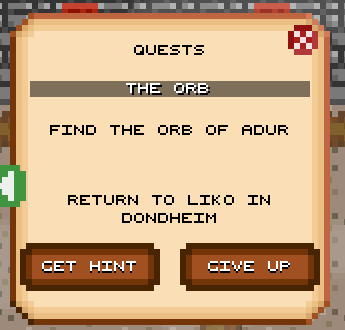 QUESTS
THE ORB
FIND THE ORB OF ADUR
RETURN TO LIKO IN
DONDHEIM
GET HINT
GIVE UP